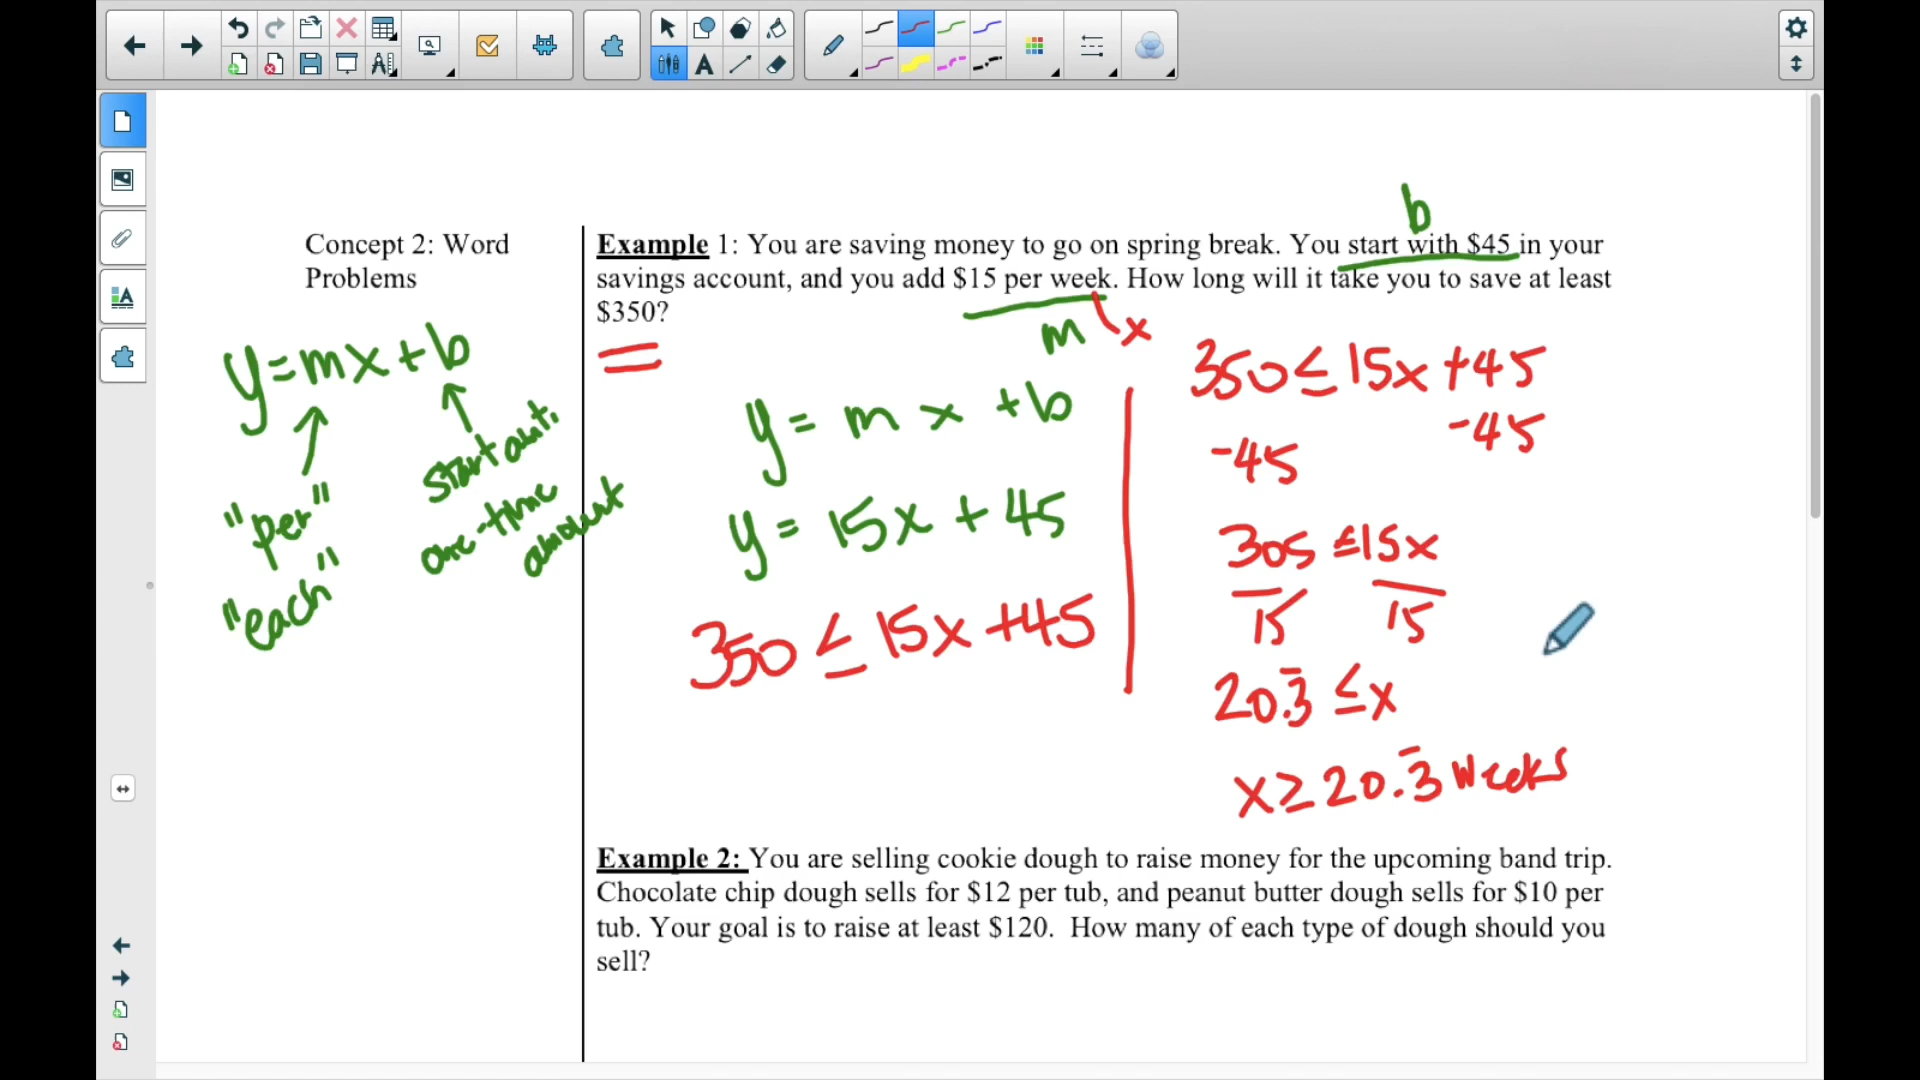 Concept 2: Word
Problems
y=mx+b
start amt.
one-time
amount
"per"
"each"
b
Example 1: You are saving money to go on spring break. You start with $45 in your
savings account, and you add $15 per week. How long will it take you to save at least
$350?
m x
y = m x + b
y = 15x + 45
350 ≤ 15x +45
350 ≤ 15x +45
-45 -45
305 ≤15x
15 15
20.3̅ ≤ x
x ≥ 20.3̅ weeks
Example 2: You are selling cookie dough to raise money for the upcoming band trip.
Chocolate chip dough sells for $12 per tub, and peanut butter dough sells for $10 per
tub. Your goal is to raise at least $120.  How many of each type of dough should you
sell?